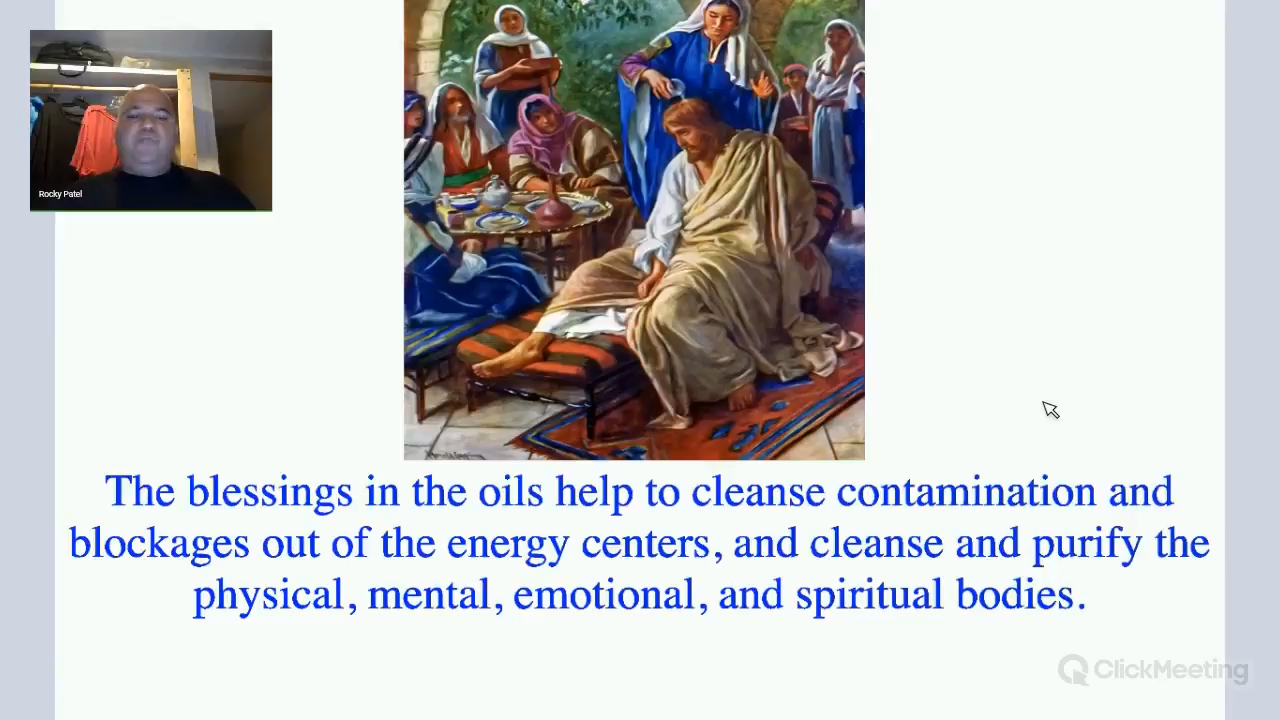 Rocky Patel
The blessings in the oils help to cleanse contamination and
blockages out of the energy centers, and cleanse and purify the
physical, mental, emotional, and spiritual bodies.
ClickMeeting